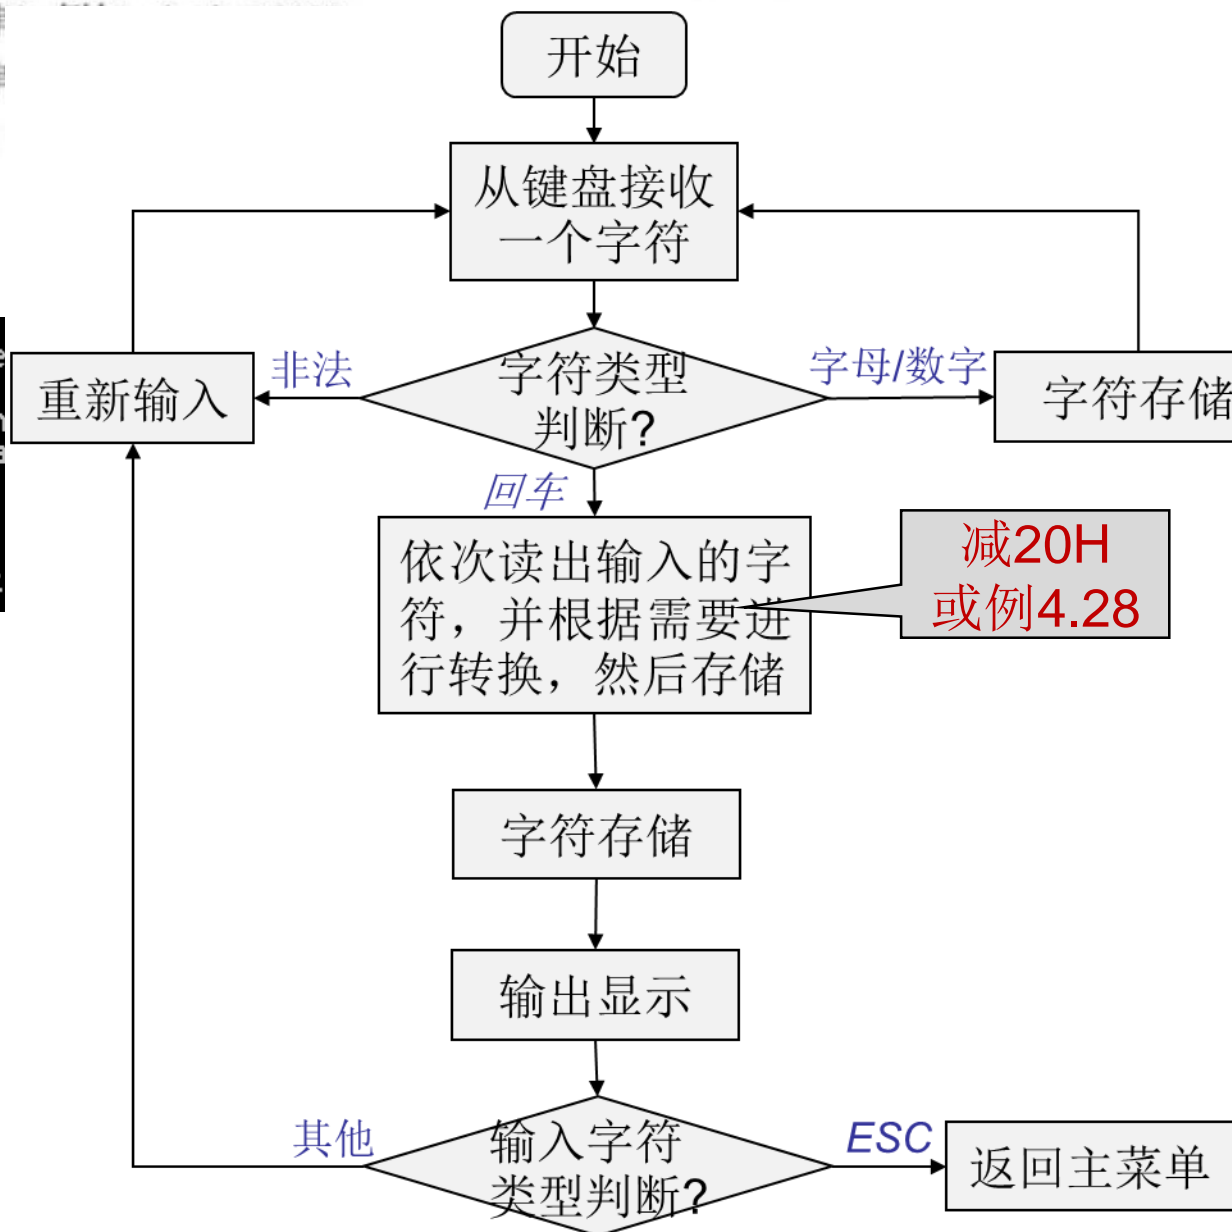 开始
从键盘接收
一个字符
非法
字符类型
判断?
字母/数字
重新输入
字符存储
回车
依次读出输入的字
符，并根据需要进
行转换，然后存储
减20H
或例4.28
字符存储
输出显示
其他
输入字符
类型判断?
ESC
返回主菜单